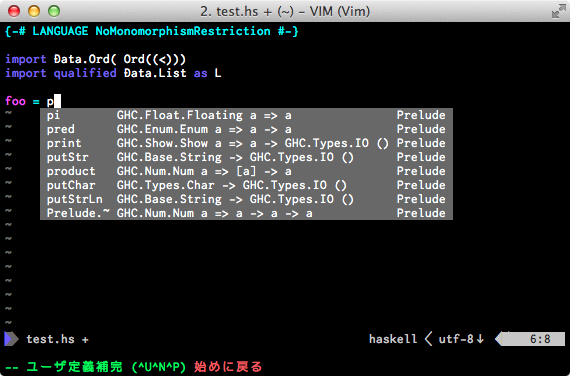 2. test.hs + (~) – VIM (Vim)
{-# LANGUAGE NoMonomorphismRestriction #-}
import Data.Ord( Ord((<)))
import qualified Data.List as L
foo = p
~ pi GHC.Float.Floating a => a Prelude
~ pred GHC.Enum.Enum a => a -> a Prelude
~ print GHC.Show.Show a => a -> GHC.Types.IO () Prelude
~ putStr GHC.Base.String -> GHC.Types.IO () Prelude
~ product GHC.Num.Num a => [a] -> a Prelude
~ putChar GHC.Types.Char -> GHC.Types.IO () Prelude
~ putStrLn GHC.Base.String -> GHC.Types.IO () Prelude
~ Prelude.~ GHC.Num.Num a => a -> a -> a Prelude
~
~
~
~
~
~
~
~
test.hs + haskell utf-8↓ 6:8
-- ユーザ定義補完 (^U^N^P) 始めに戻る